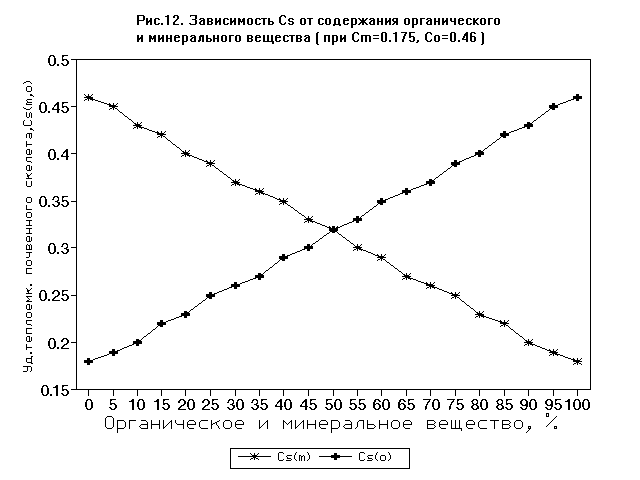 Рис.12. Зависимость Cs от содержания органического
и минерального вещества ( при Cm=0.175, Co=0.46 )
Уд.теплоемк. почвенного скелета,Cs(m,o)
0.5
0.45
0.4
0.35
0.3
0.25
0.2
0.15
0 5 10 15 20 25 30 35 40 45 50 55 60 65 70 75 80 85 90 95 100
Органическое и минеральное вещество, %
Cs(m) Cs(o)